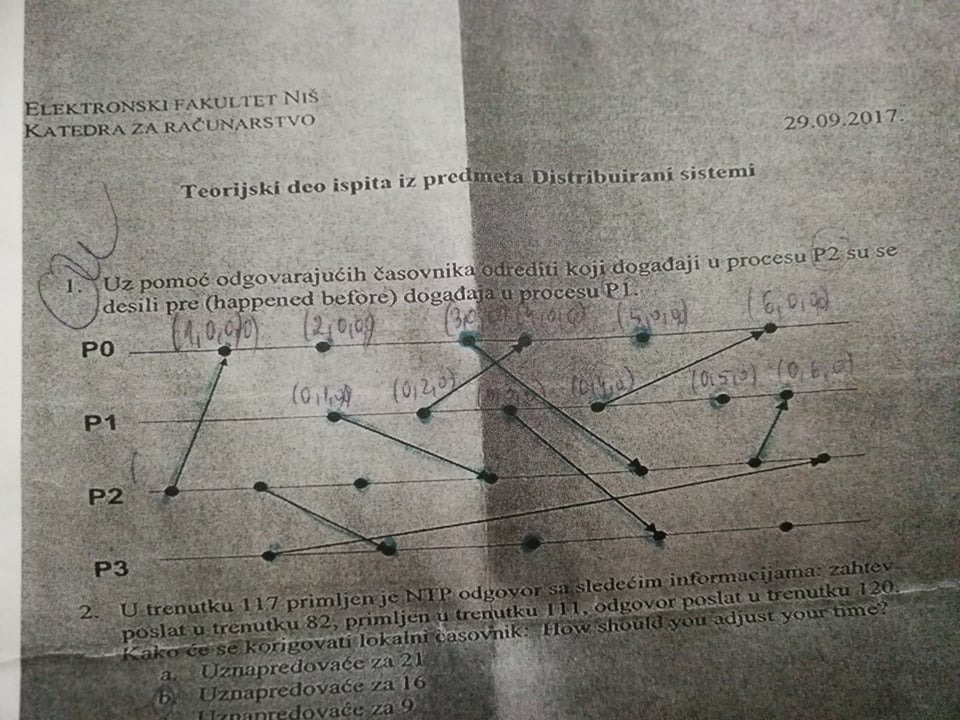 ELEKTRONSKI FAKULTET NIŠ
KATEDRA ZA RAČUNARSTVO
29.09.2017.
Teorijski deo ispita iz predmeta Distribuirani sistemi
1. Uz pomoć odgovarajućih časovnika odrediti koji događaji u procesu P2 su se
desili pre (happened before) događaja u procesu P1.
(1,0,0,0) (2,0,0) (3,0 (5,0,0) (6,0,0)
P0
(0,1,0) (0,2,0) (0,4,0) (0,5,0) (0,6,0)
P1
P2
P3
2. U trenutku 117 primljen je NTP odgovor sa sledećim informacijama: zahtev
poslat u trenutku 82, primljen u trenutku 111, odgovor poslat u trenutku 120.
Kako će se korigovati lokalni časovnik: How should you adjust your time?
a. Uznapredovaće za 21
b. Uznapredovaće za 16
Uznapredovaće za 9